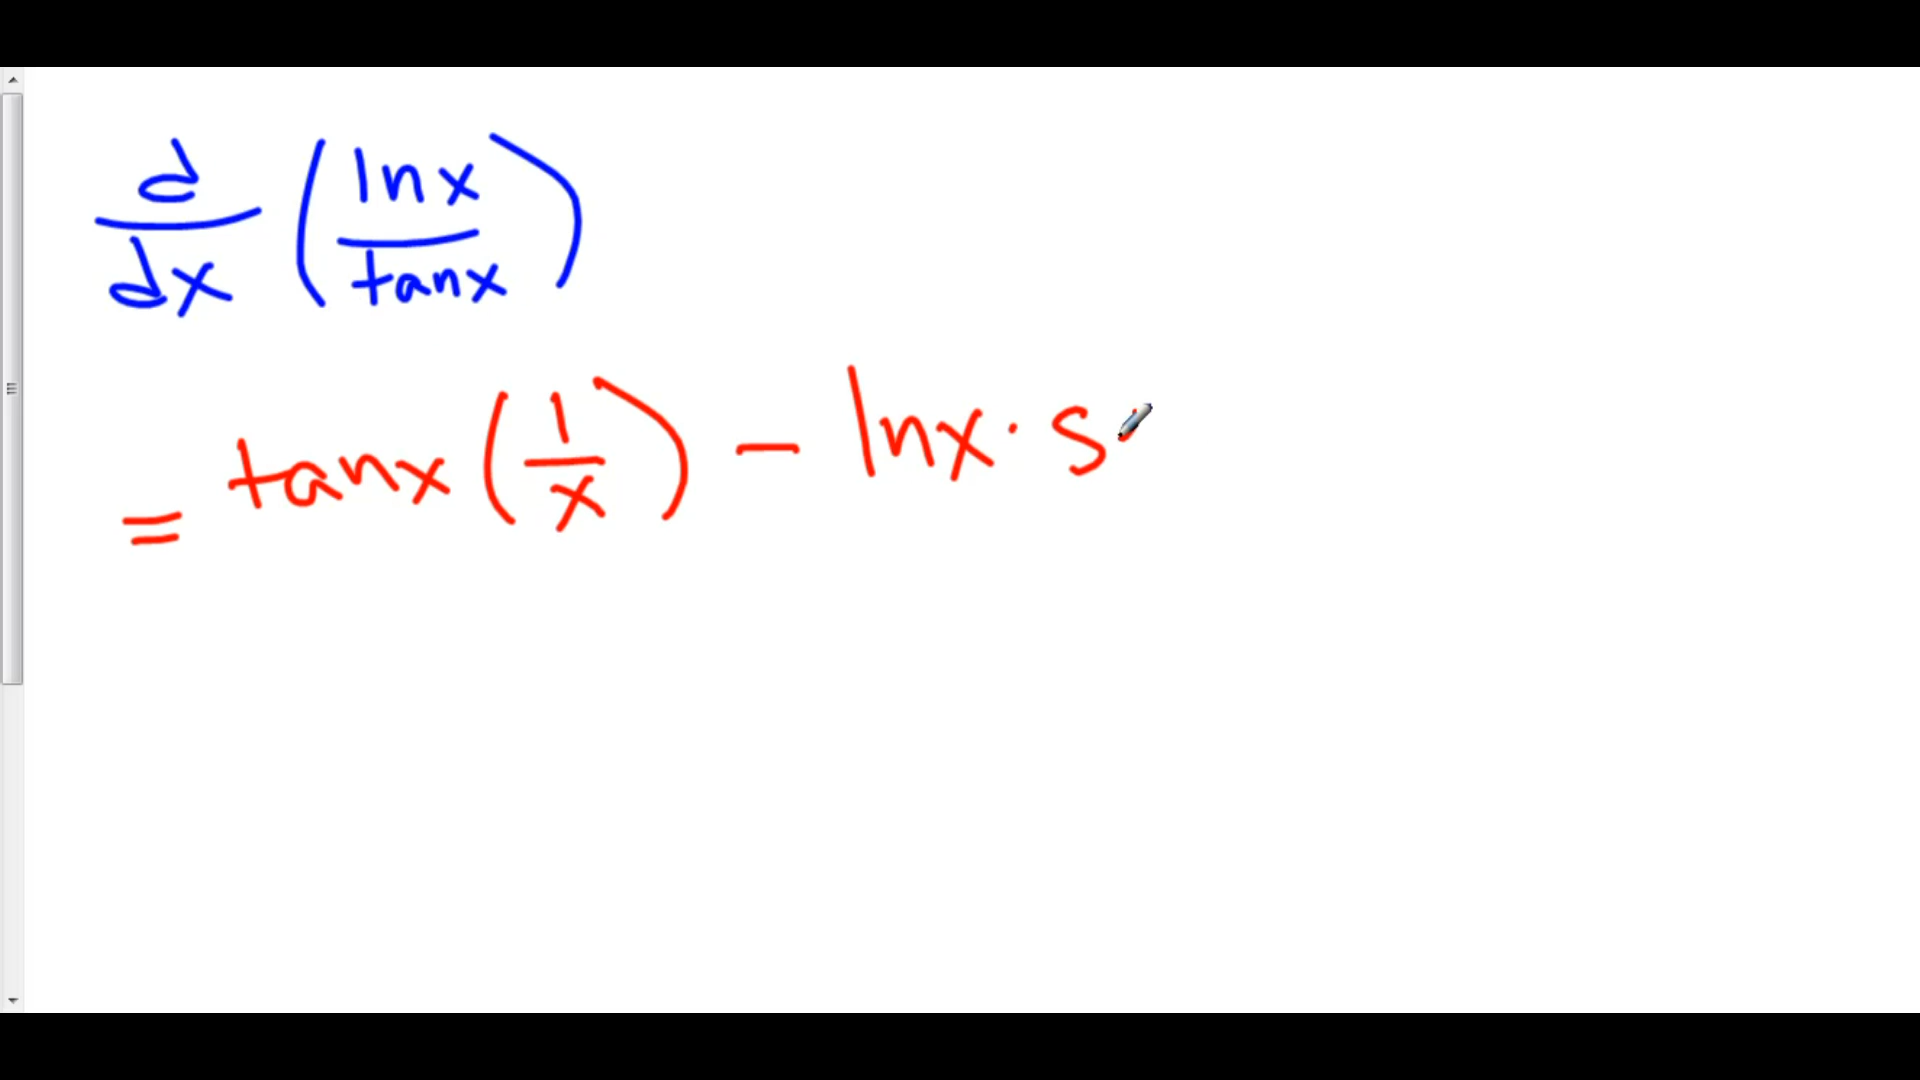 d/dx (ln x / tan x)
= tan x (1/x) - ln x · s